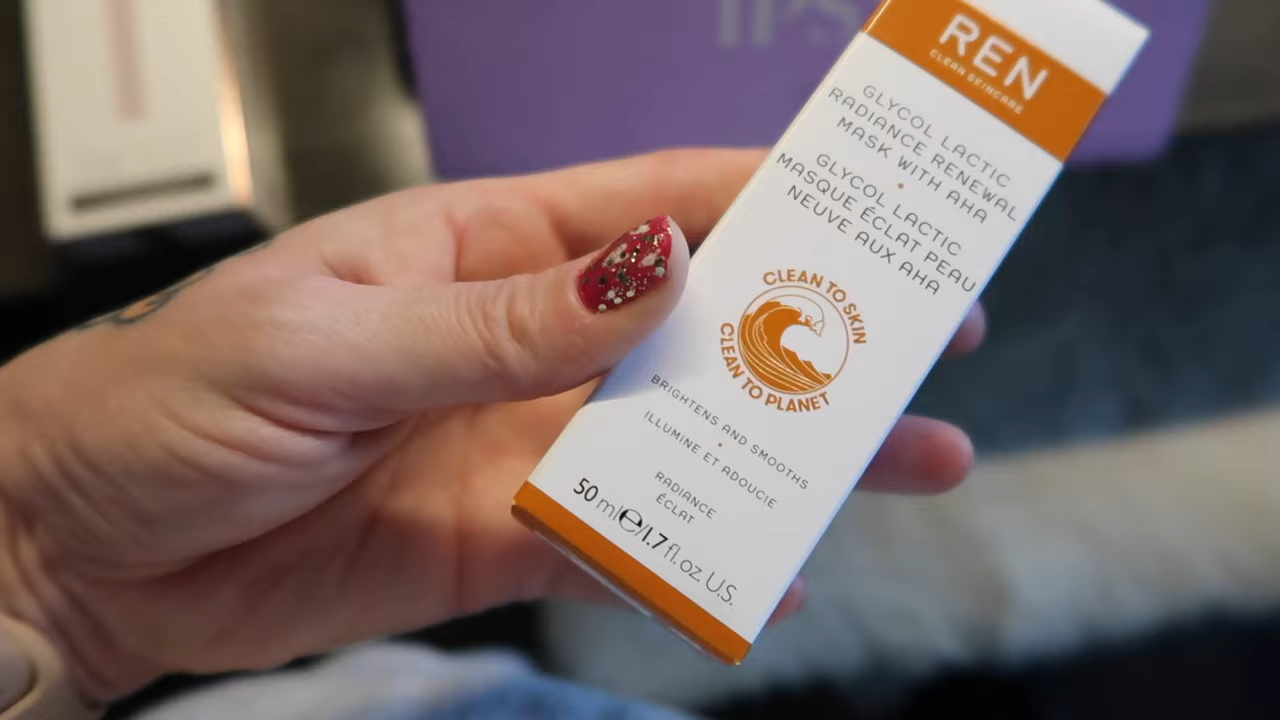 REN
CLEAN SKINCARE
GLYCOL LACTIC
RADIANCE RENEWAL
MASK WITH AHA
GLYCOL LACTIC
MASQUE ÉCLAT PEAU
NEUVE AUX AHA
CLEAN TO SKIN
CLEAN TO PLANET
BRIGHTENS AND SMOOTHS
ILLUMINE ET ADOUCIE
RADIANCE
ÉCLAT
50 ml ℮/1.7 fl. oz. U.S.